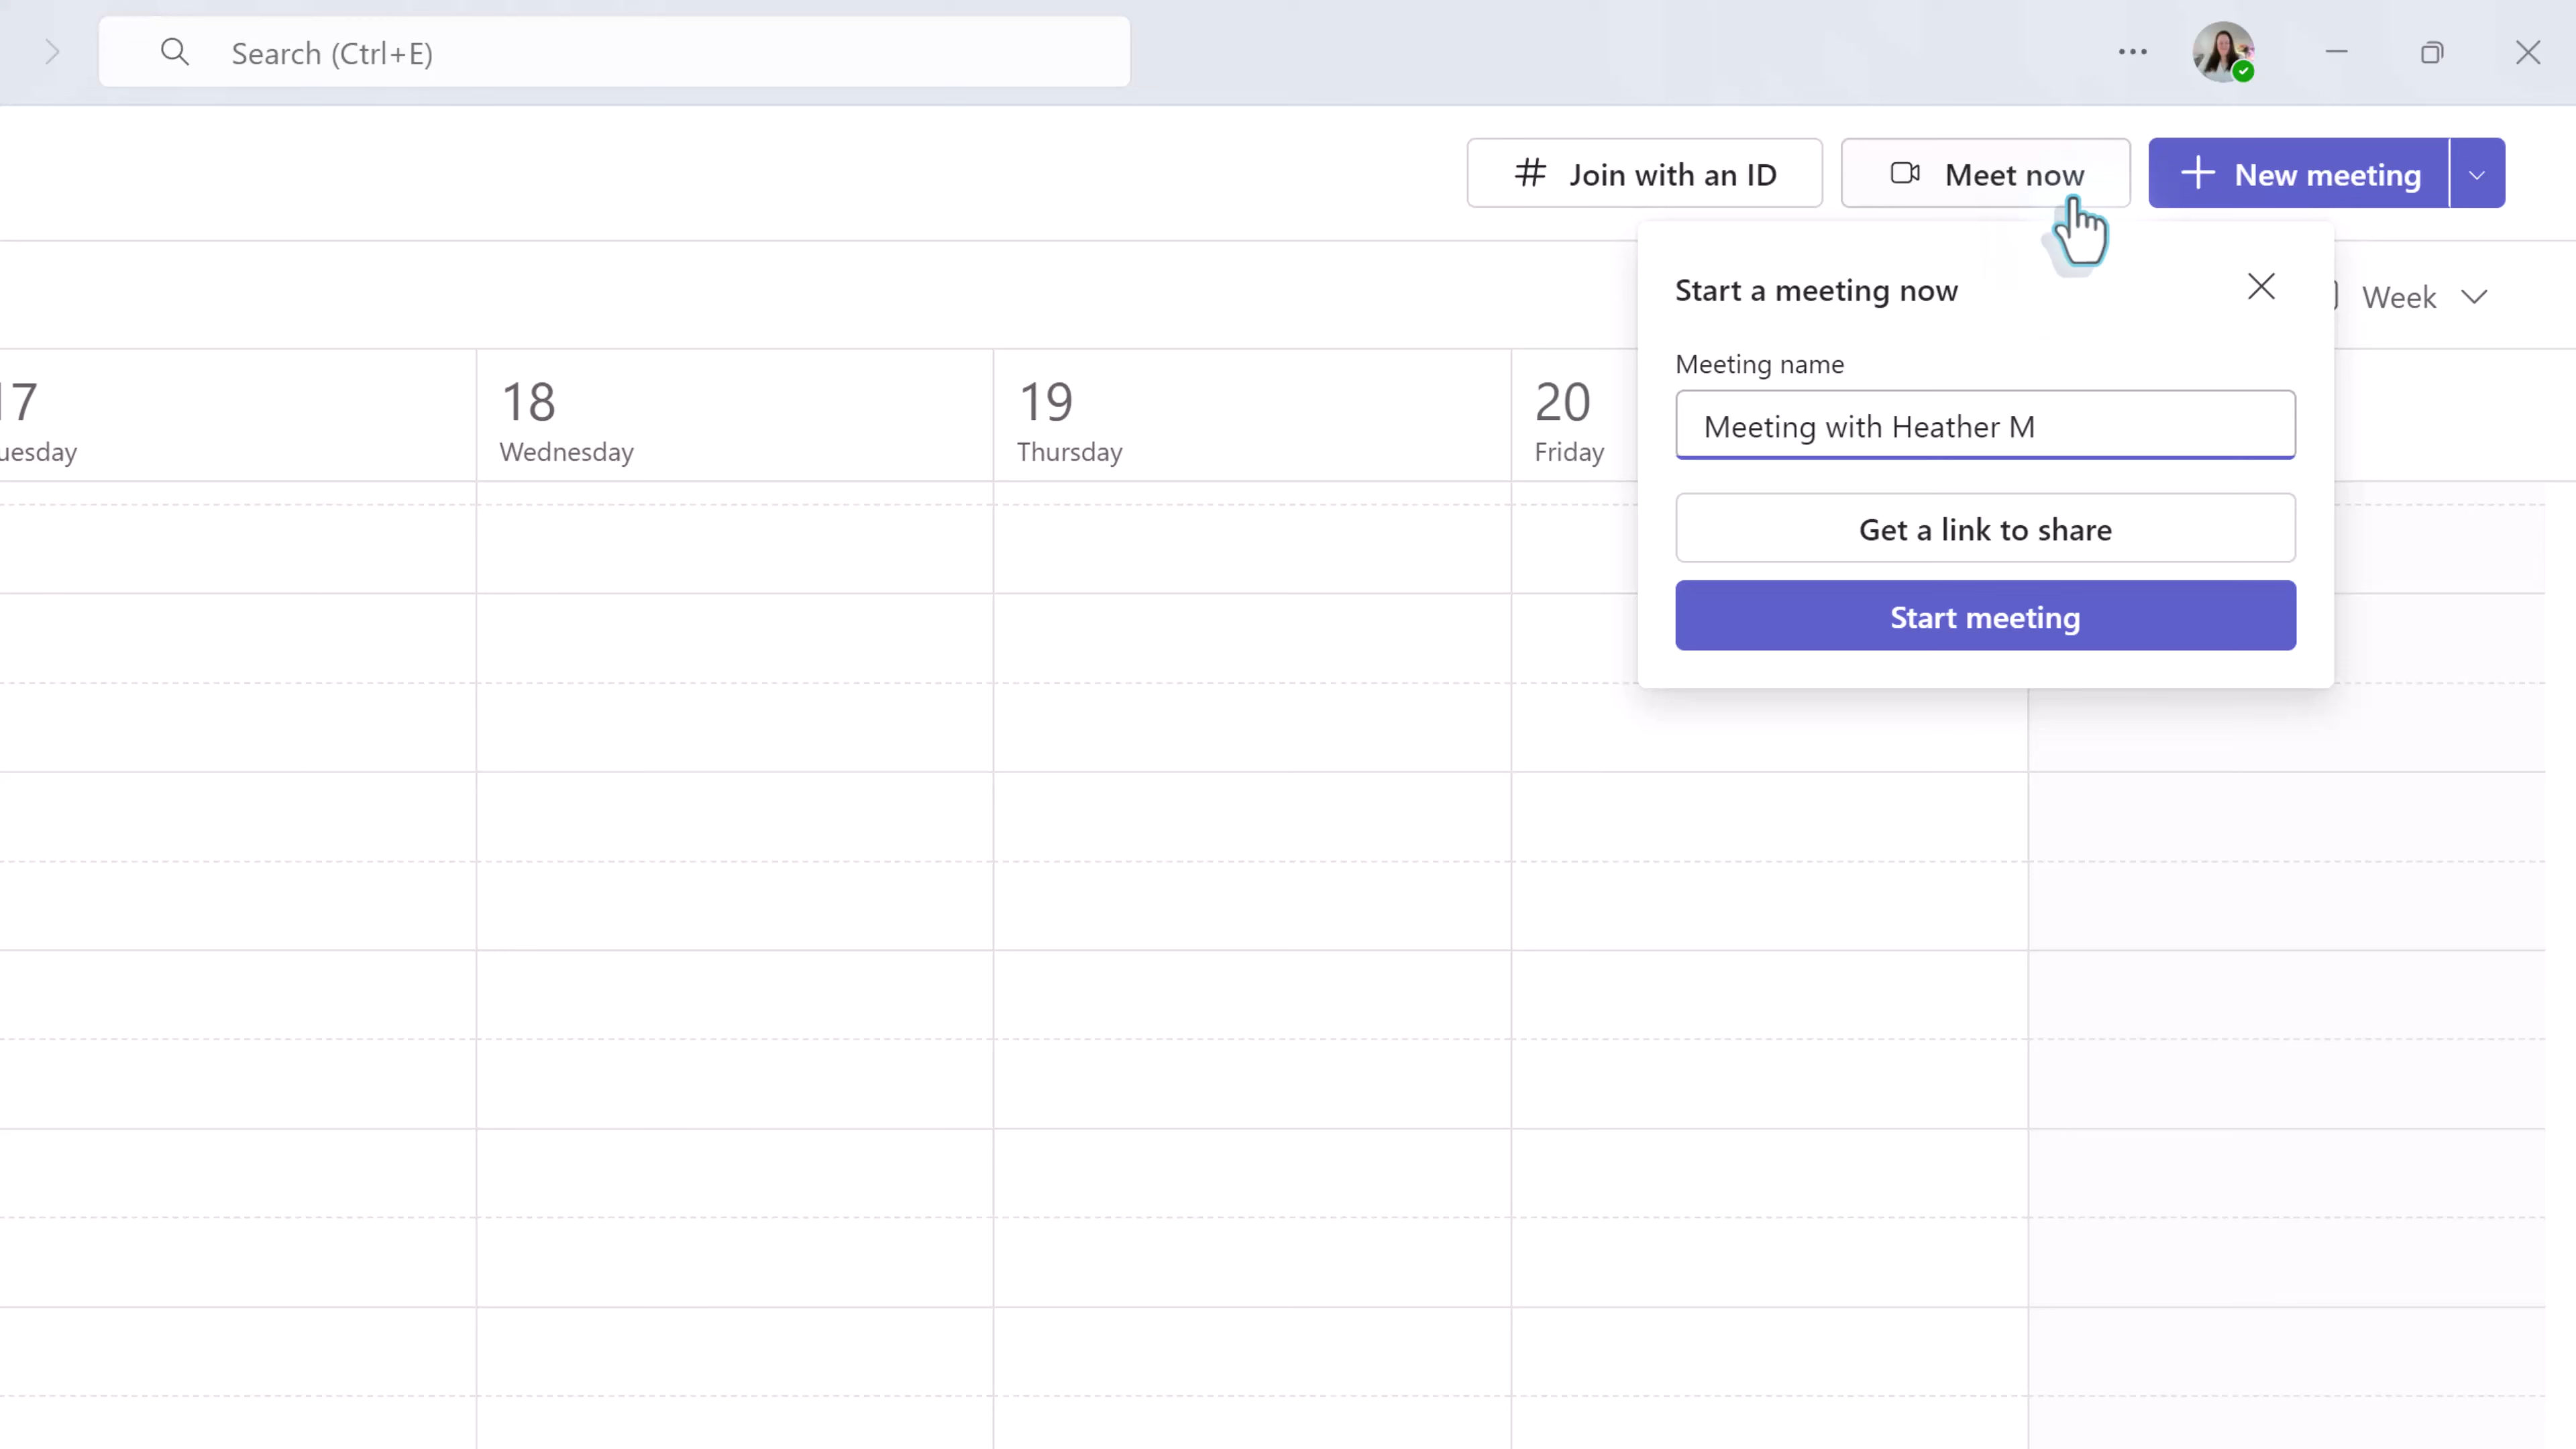 Search (Ctrl+E)
# Join with an ID
Meet now
New meeting
Start a meeting now
Week
Meeting name
Meeting with Heather M
Get a link to share
Start meeting
17
uesday
18
Wednesday
19
Thursday
20
Friday